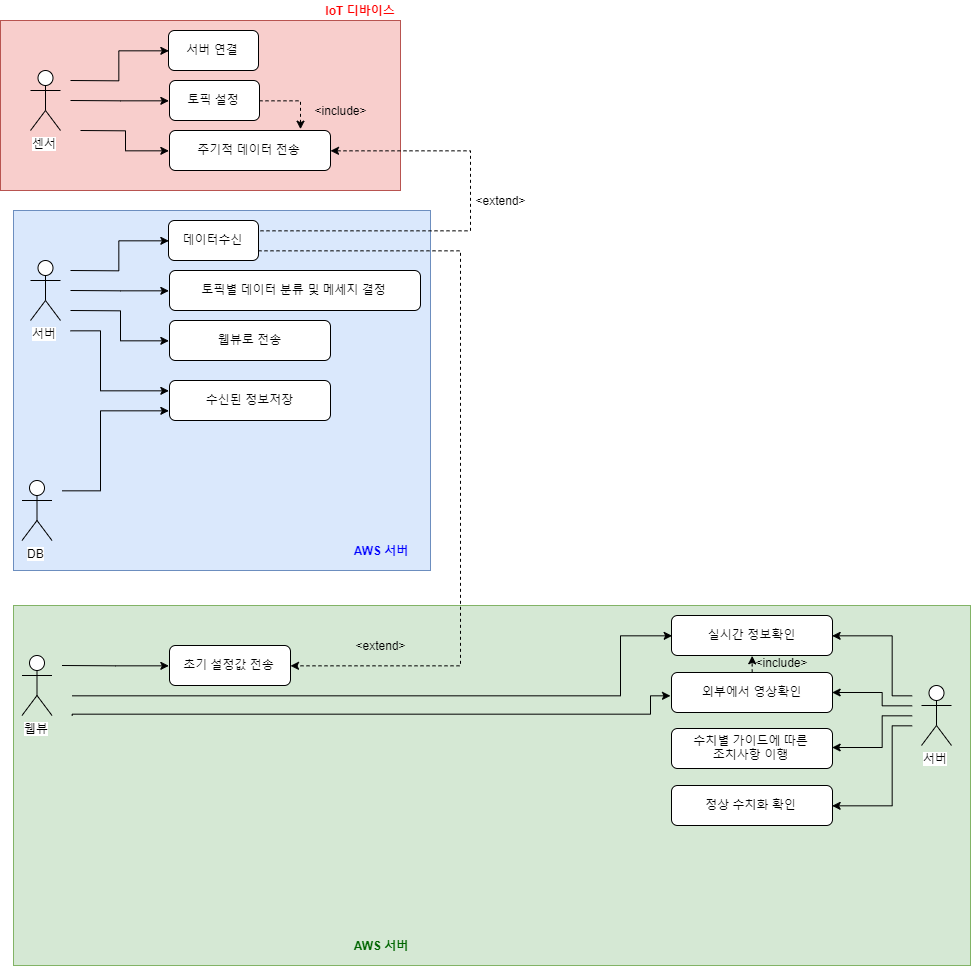 IoT 디바이스
서버 연결
토픽 설정
<include>
센서
주기적 데이터 전송
<extend>
데이터수신
토픽별 데이터 분류 및 메세지 결정
서버
웹뷰로 전송
수신된 정보저장
DB
AWS 서버
실시간 정보확인
<extend>
초기 설정값 전송
<include>
외부에서 영상확인
웹뷰
수치별 가이드에 따른
조치사항 이행
서버
정상 수치화 확인
AWS 서버